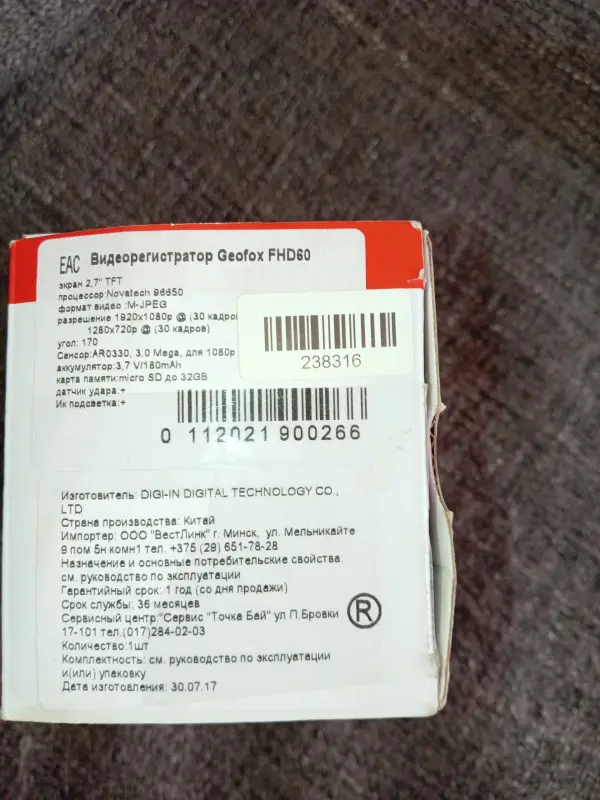 EAC Видеорегистратор Geofox FHD60
экран 2,7" TFT
процессор:Novatech 96650
формат видео :M-JPEG
разрешение 1920x1080p @ (30 кадров
1280x720p @ (30 кадров)
угол: 170
Сенсор:AR0330, 3.0 Mega, для 1080p
аккумулятор:3,7 V/180mAh
карта памяти:micro SD до 32GB
датчик удара:+
Ик подсветка:+
238316
0 112021 900266
Изготовитель: DIGI-IN DIGITAL TECHNOLOGY CO.,
LTD
Страна производства: Китай
Импортер: ООО "ВестЛинк" г. Минск, ул. Мельникайте
9 пом 5н комн1 тел. +375 (29) 651-78-28
Назначение и основные потребительские свойства:
см. руководство по эксплуатации
Гарантийный срок: 1 год (со дня продажи)
Срок службы: 36 месяцев
Сервисный центр:"Сервис "Точка Бай" ул П.Бровки
17-101 тел.(017)284-02-03
Количество:1шт
Комплектность: см. руководство по эксплуатации
и(или) упаковку
Дата изготовления: 30.07.17
®